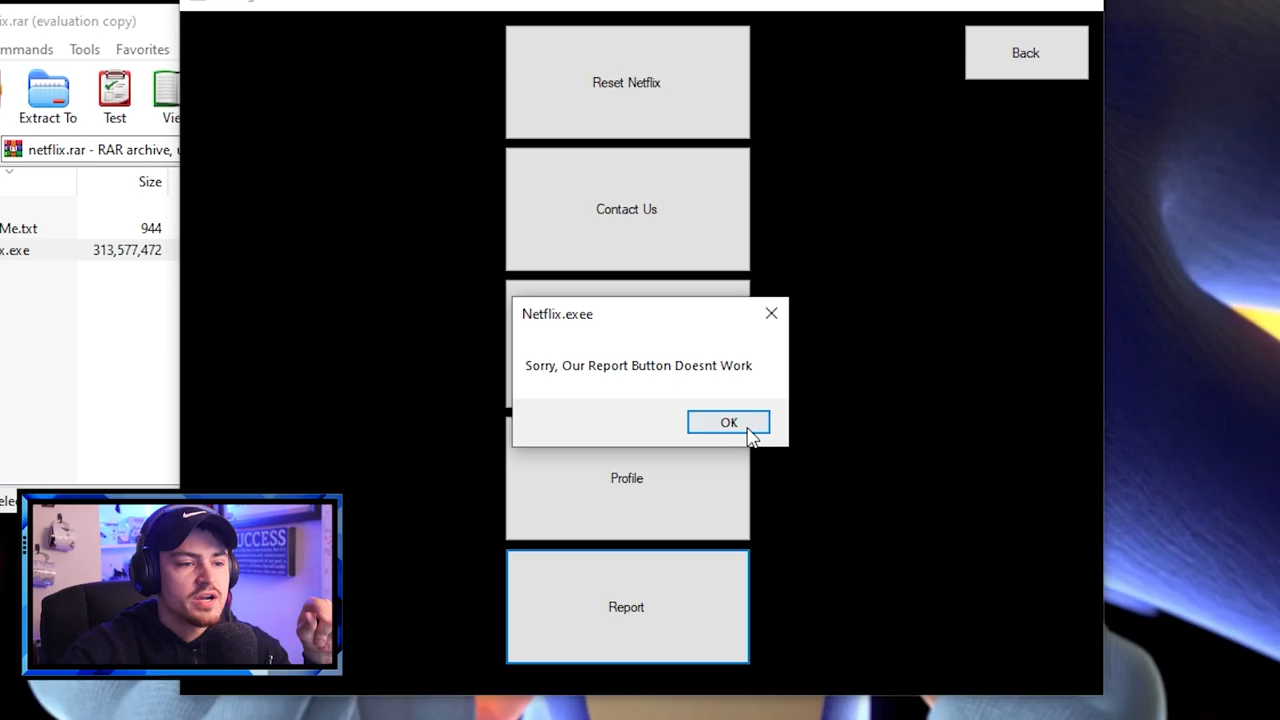 ix.rar (evaluation copy)
mmands Tools Favorites
Extract To Test Vie
netflix.rar - RAR archive, u
Size
Me.txt 944
x.exe 313,577,472
Reset Netflix
Back
Contact Us
Netflix.exee
Sorry, Our Report Button Doesnt Work
OK
Profile
Report
SUCCESS